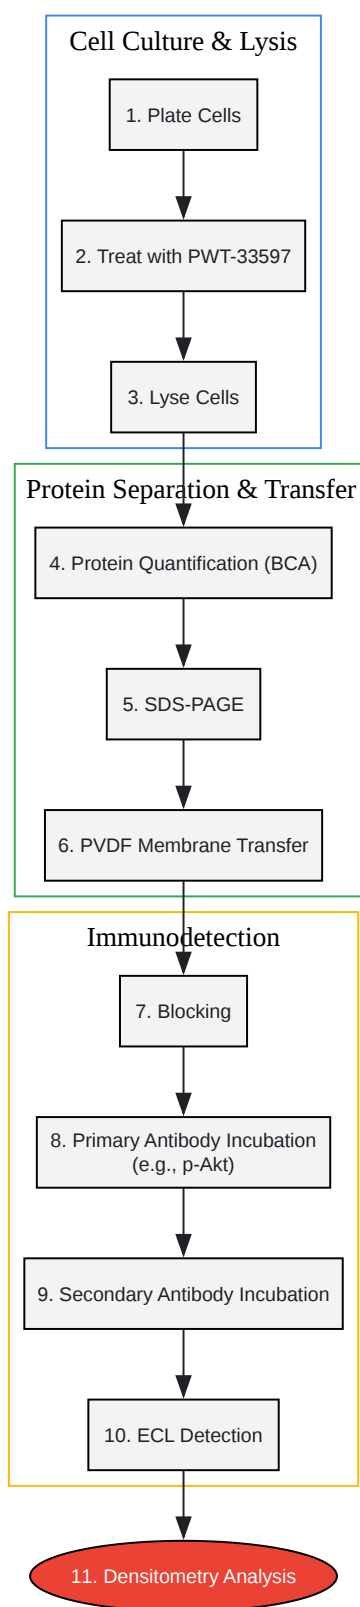 Cell Culture & Lysis
1. Plate Cells
2. Treat with PWT-33597
3. Lyse Cells
Protein Separation & Transfer
4. Protein Quantification (BCA)
5. SDS-PAGE
6. PVDF Membrane Transfer
Immunodetection
7. Blocking
8. Primary Antibody Incubation
(e.g., p-Akt)
9. Secondary Antibody Incubation
10. ECL Detection
11. Densitometry Analysis